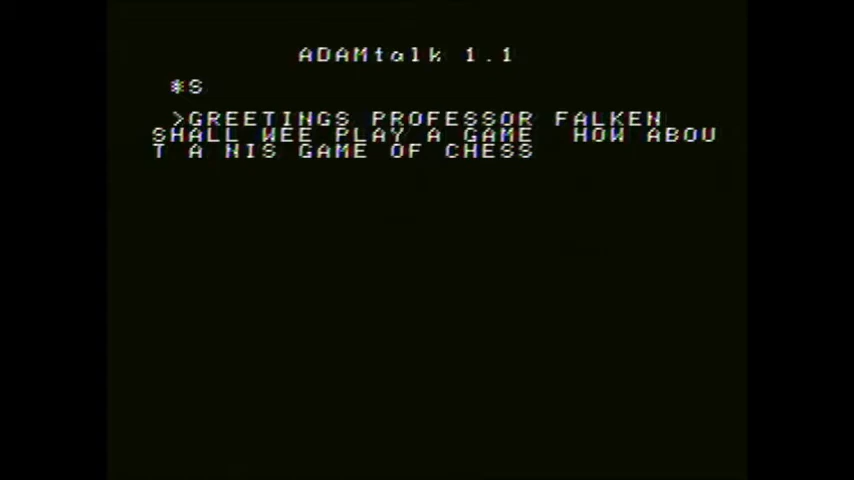 ADAMtalk 1.1
*S
>GREETINGS PROFESSOR FALKEN
SHALL WEE PLAY A GAME  HOW ABOU
T A NIS GAME OF CHESS